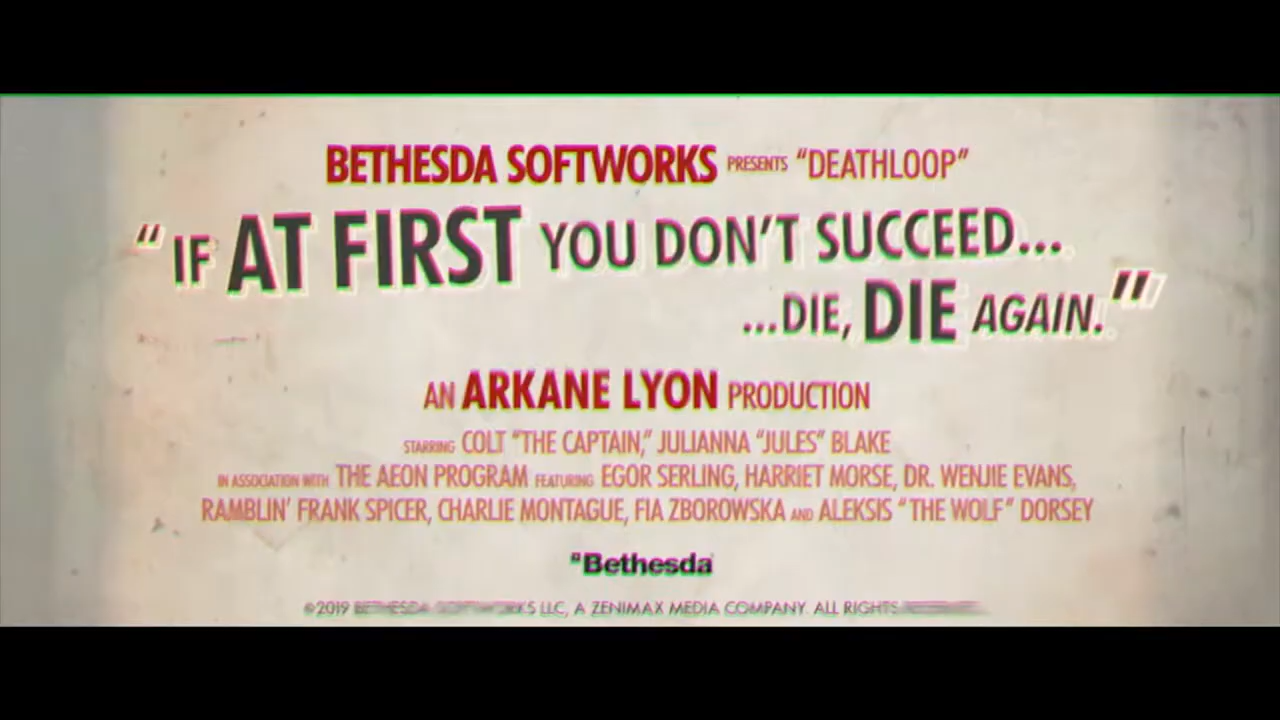 BETHESDA SOFTWORKS PRESENTS "DEATHLOOP"
"IF AT FIRST YOU DON'T SUCCEED...
...DIE, DIE AGAIN."
AN ARKANE LYON PRODUCTION
STARRING COLT "THE CAPTAIN," JULIANNA "JULES" BLAKE
IN ASSOCIATION WITH THE AEON PROGRAM FEATURING EGOR SERLING, HARRIET MORSE, DR. WENJIE EVANS,
RAMBLIN' FRANK SPICER, CHARLIE MONTAGUE, FIA ZBOROWSKA AND ALEKSIS "THE WOLF" DORSEY
Bethesda
©2019 BETHESDA SOFTWORKS LLC, A ZENIMAX MEDIA COMPANY. ALL RIGHTS